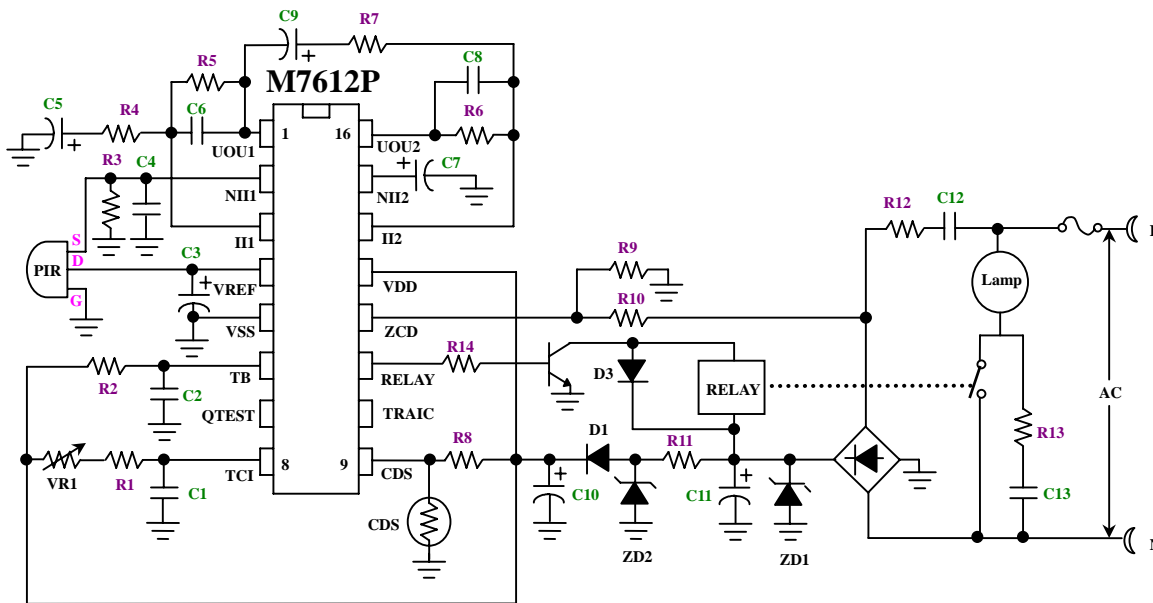 C9
R7
R5
M7612P
C8
C5
R4
C6
R6
1
16
UOU1
UOU2
R3
C4
C7
NII1
NII2
R12
C12
S
II1
II2
D
C3
R9
PIR
VREF
VDD
Lamp
G
R10
VSS
ZCD
R14
R2
TB
RELAY
D3
RELAY
AC
C2
QTEST
TRAIC
D1
R8
R11
R13
8
9
VR1
R1
TCI
CDS
C1
C10
C11
C13
CDS
ZD2
ZD1